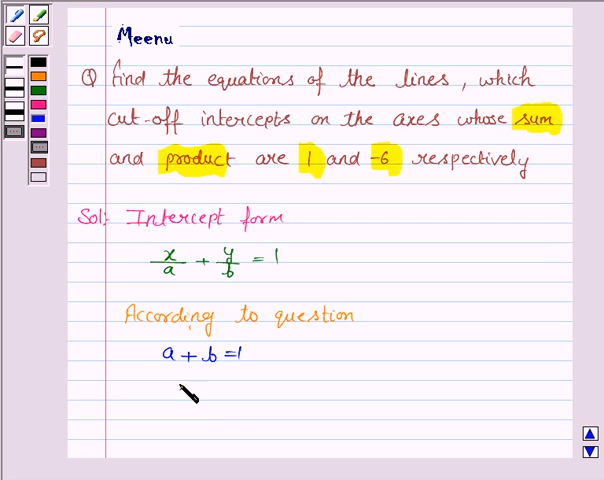 Meenu
Q Find the equations of the lines, which
cut-off intercepts on the axes whose sum
and product are 1 and -6 respectively
Sol: Intercept form
x/a + y/b = 1
According to question
a + b = 1